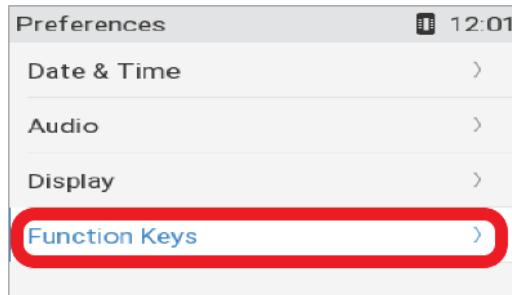 Preferences 12:01
Date & Time
Audio
Display
Function Keys